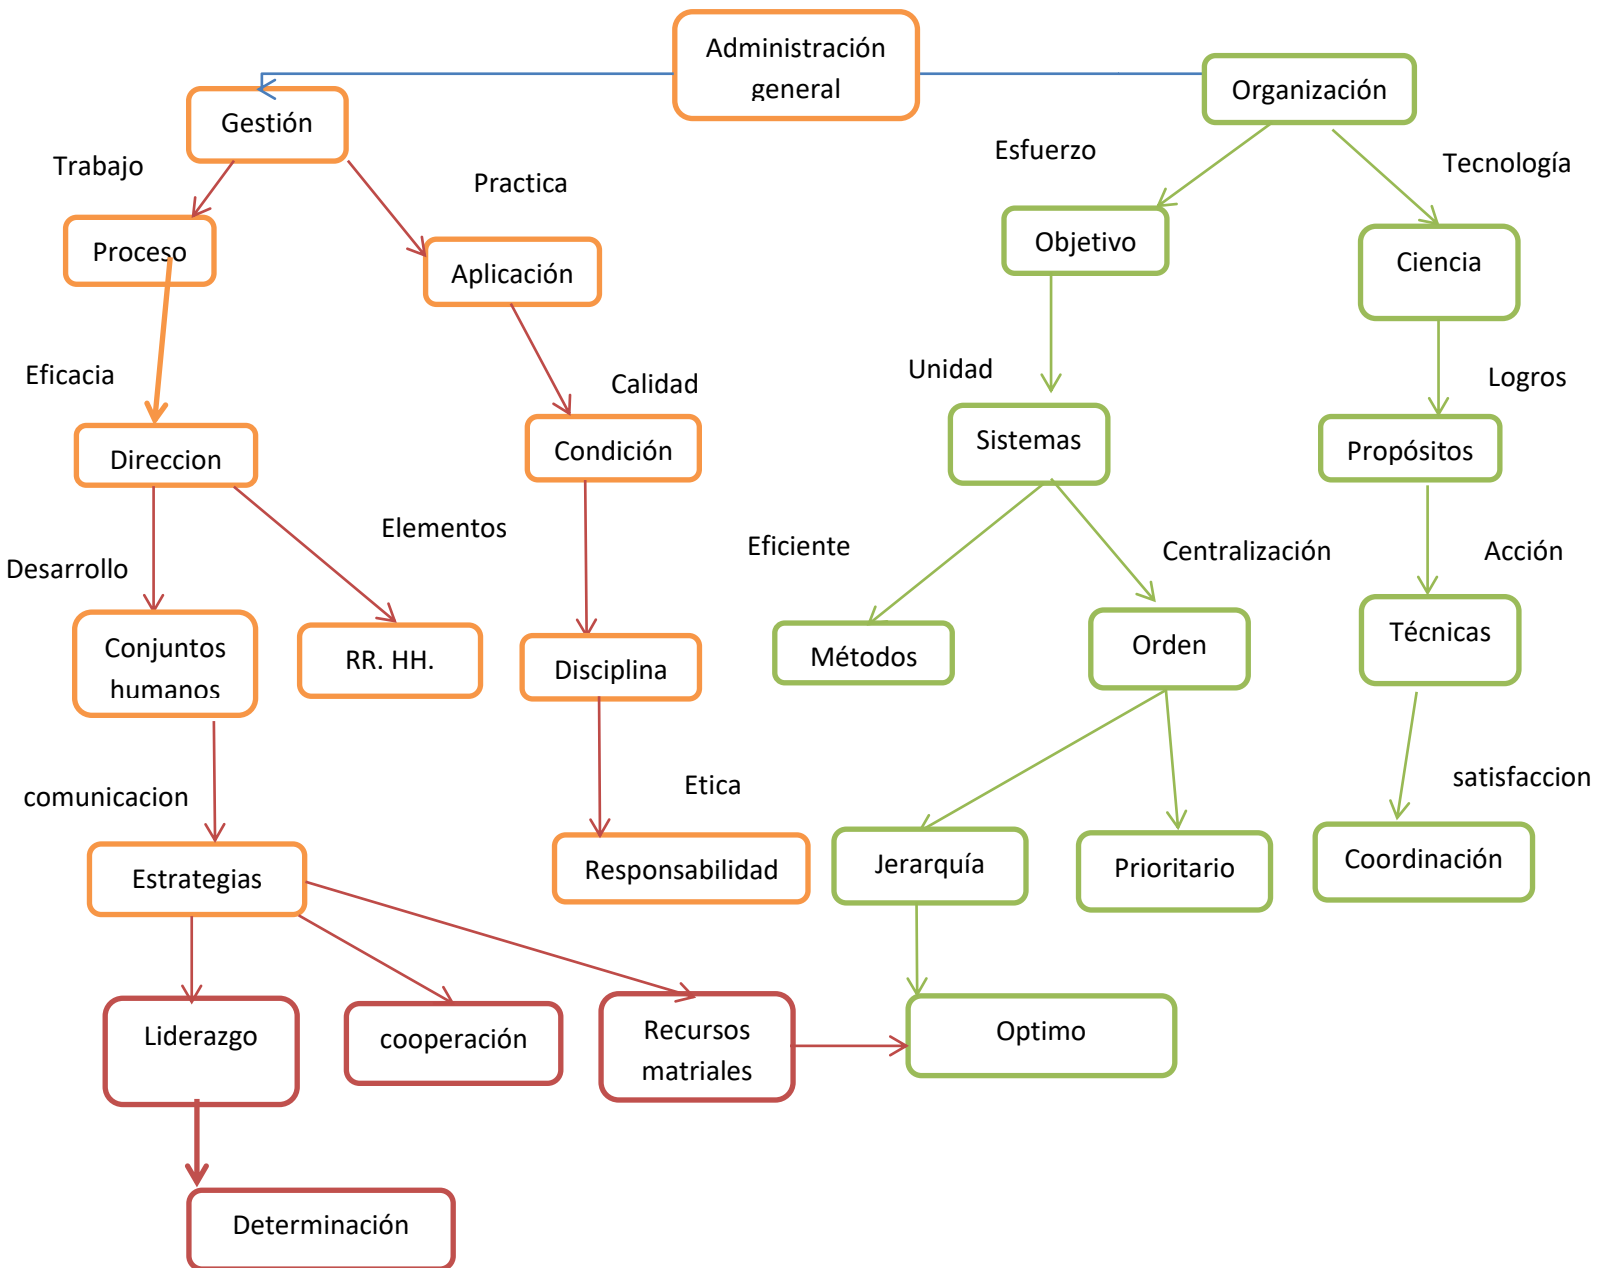 Administración
general
Organización
Gestión
Esfuerzo
Trabajo
Tecnología
Practica
Proceso
Objetivo
Ciencia
Aplicación
Eficacia
Calidad
Unidad
Logros
Direccion
Condición
Sistemas
Propósitos
Elementos
Eficiente
Centralización
Acción
Desarrollo
Conjuntos
humanos
RR. HH.
Disciplina
Métodos
Orden
Técnicas
comunicacion
Etica
satisfaccion
Estrategias
Responsabilidad
Jerarquía
Prioritario
Coordinación
Liderazgo
cooperación
Recursos
matriales
Optimo
Determinación